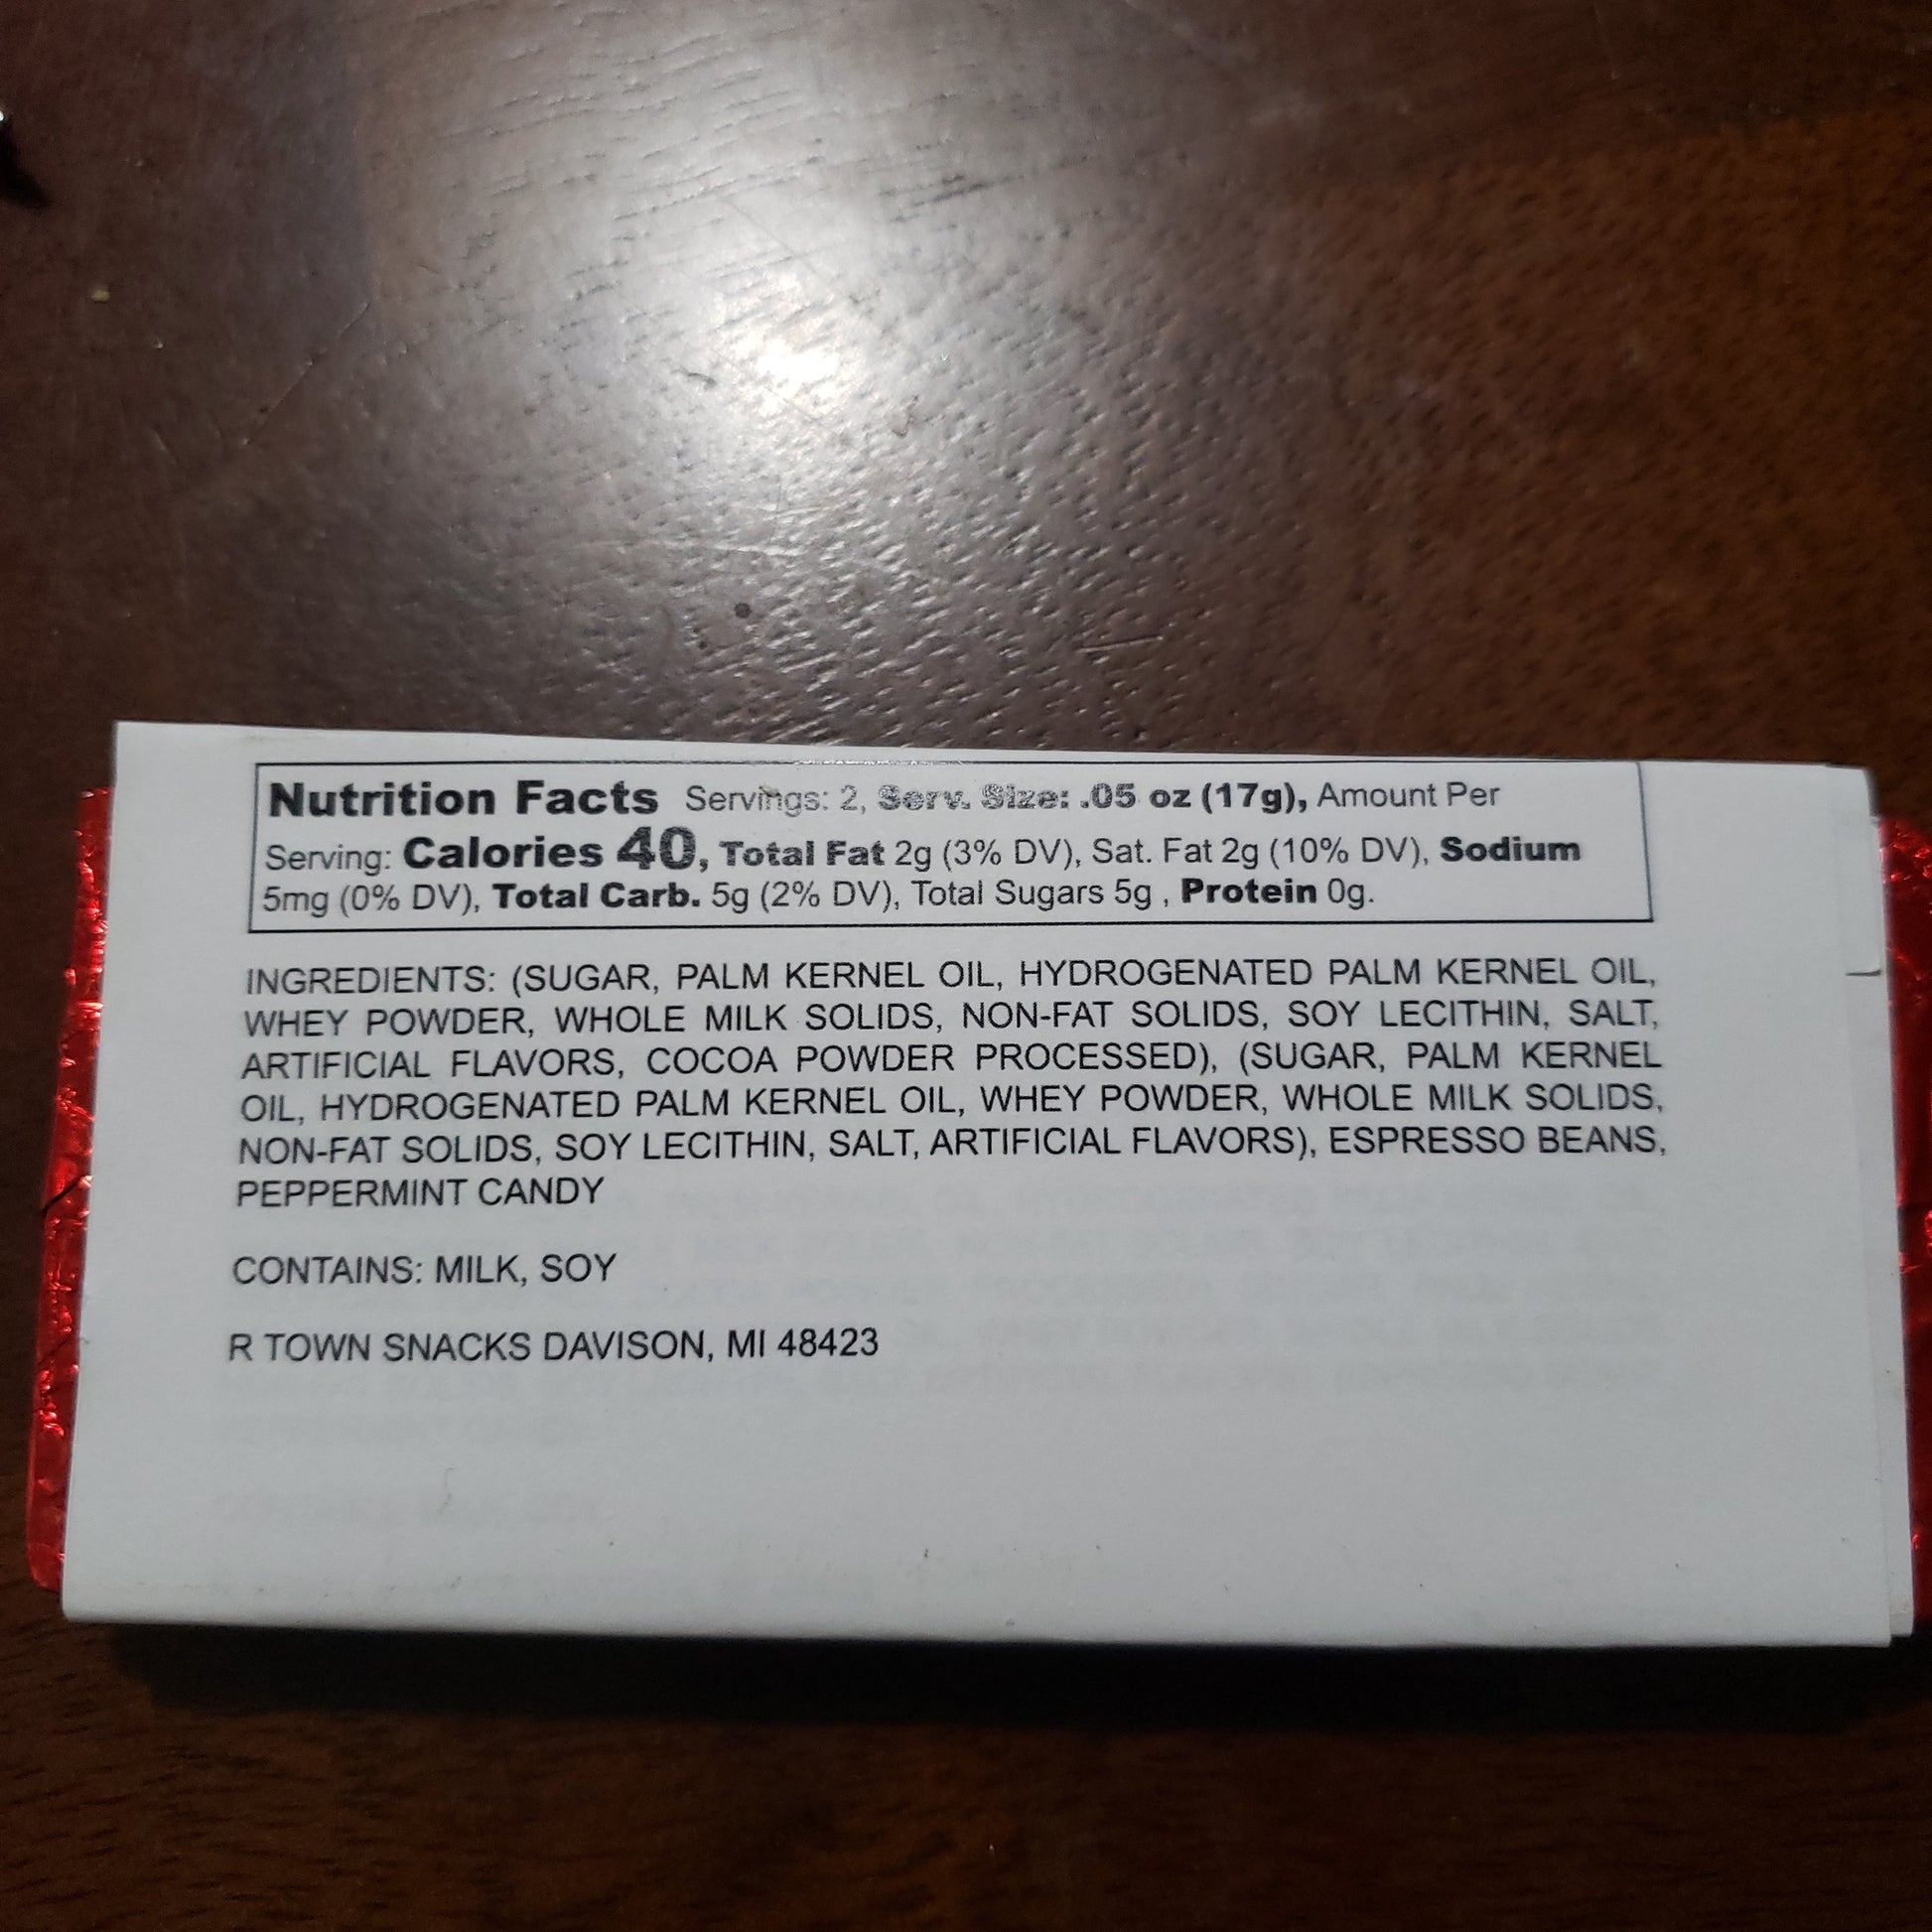 Nutrition Facts Servings: 2, Serv. Size: .05 oz (17g), Amount Per
Serving: Calories 40, Total Fat 2g (3% DV), Sat. Fat 2g (10% DV), Sodium
5mg (0% DV), Total Carb. 5g (2% DV), Total Sugars 5g , Protein 0g.
INGREDIENTS: (SUGAR, PALM KERNEL OIL, HYDROGENATED PALM KERNEL OIL,
WHEY POWDER, WHOLE MILK SOLIDS, NON-FAT SOLIDS, SOY LECITHIN, SALT,
ARTIFICIAL FLAVORS, COCOA POWDER PROCESSED), (SUGAR, PALM KERNEL
OIL, HYDROGENATED PALM KERNEL OIL, WHEY POWDER, WHOLE MILK SOLIDS,
NON-FAT SOLIDS, SOY LECITHIN, SALT, ARTIFICIAL FLAVORS), ESPRESSO BEANS,
PEPPERMINT CANDY
CONTAINS: MILK, SOY
R TOWN SNACKS DAVISON, MI 48423